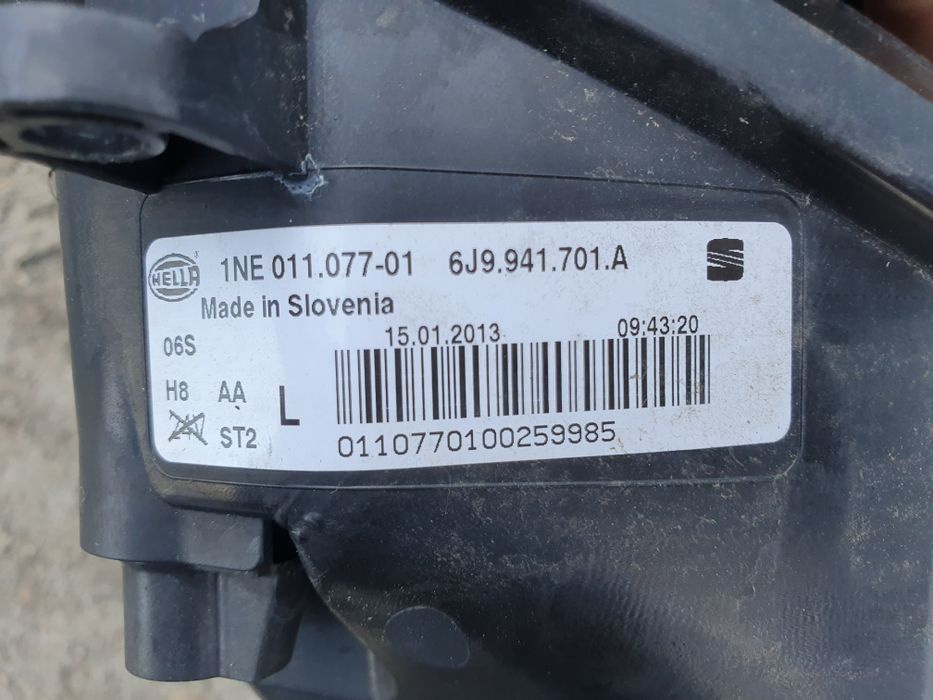 HELLA 1NE 011.077-01 6J9.941.701.A
Made in Slovenia
15.01.2013 09:43:20
06S
H8 AA L
24V ST2
0110770100259985